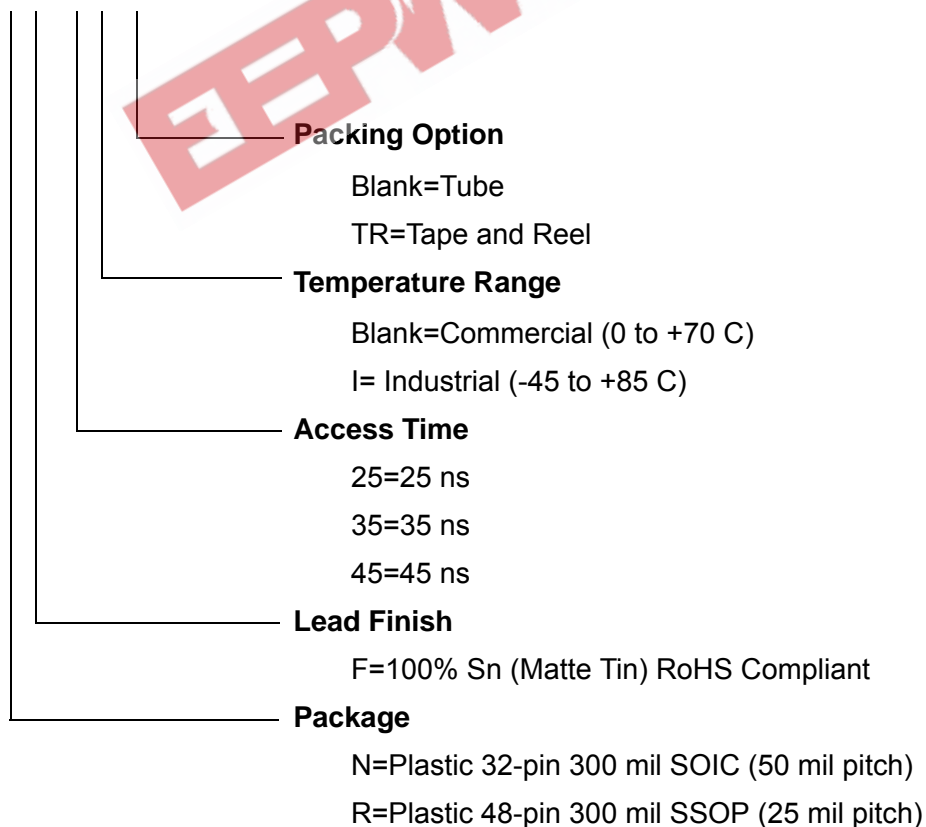 EEPW
Packing Option
Blank=Tube
TR=Tape and Reel
Temperature Range
Blank=Commercial (0 to +70 C)
I= Industrial (-45 to +85 C)
Access Time
25=25 ns
35=35 ns
45=45 ns
Lead Finish
F=100% Sn (Matte Tin) RoHS Compliant
Package
N=Plastic 32-pin 300 mil SOIC (50 mil pitch)
R=Plastic 48-pin 300 mil SSOP (25 mil pitch)